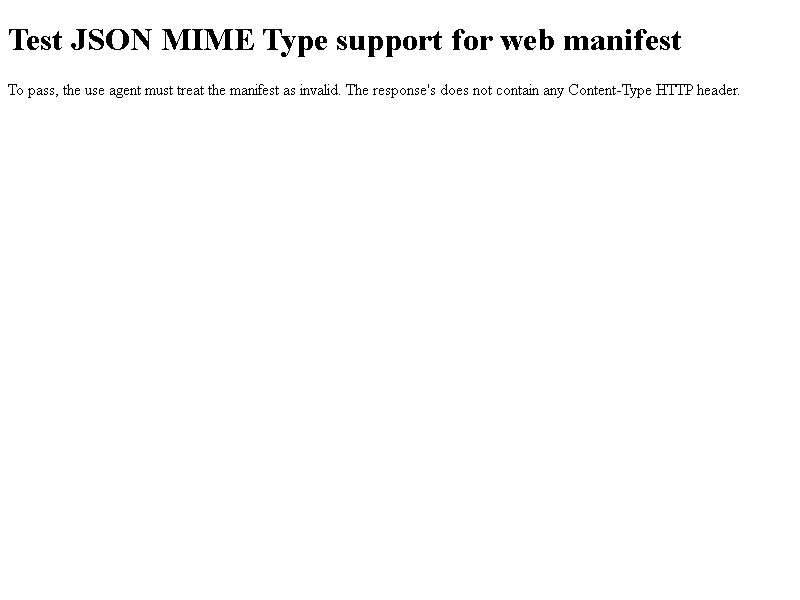 Test JSON MIME Type support for web manifest
To pass, the use agent must treat the manifest as invalid. The response's does not contain any Content-Type HTTP header.